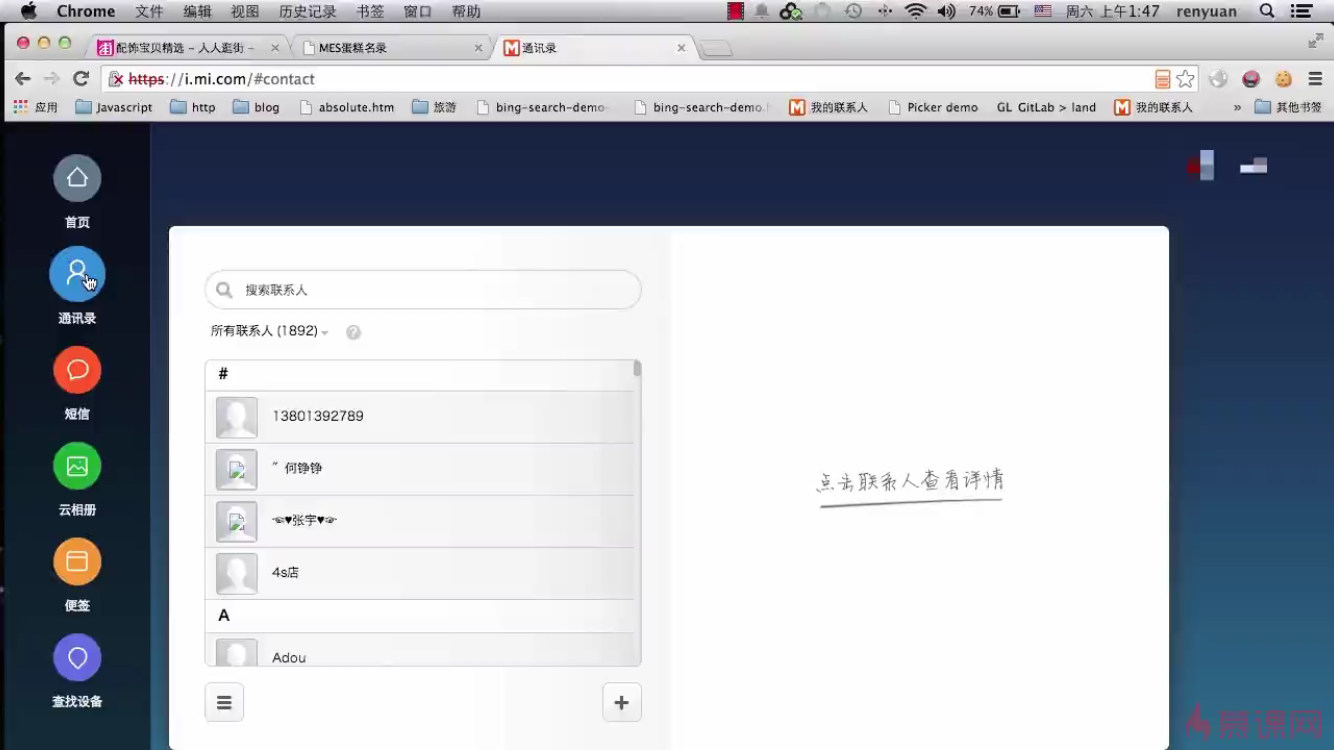 Chrome 文件 编辑 视图 历史记录 书签 窗口 帮助 74% 周六 上午1:47 renyuan
配饰宝贝精选 - 人人逛街 - MES蛋糕名录 通讯录
https://i.mi.com/#contact
应用 Javascript http blog absolute.htm 旅游 bing-search-demo- bing-search-demo.h 我的联系人 Picker demo GL GitLab > land 我的联系人 » 其他书签
首页
通讯录
短信
云相册
便签
查找设备
搜索联系人
所有联系人 (1892)
#
13801392789
”何铮铮
☜♥张宇♥☞
4s店
A
Adou
点击联系人查看详情
慕课网